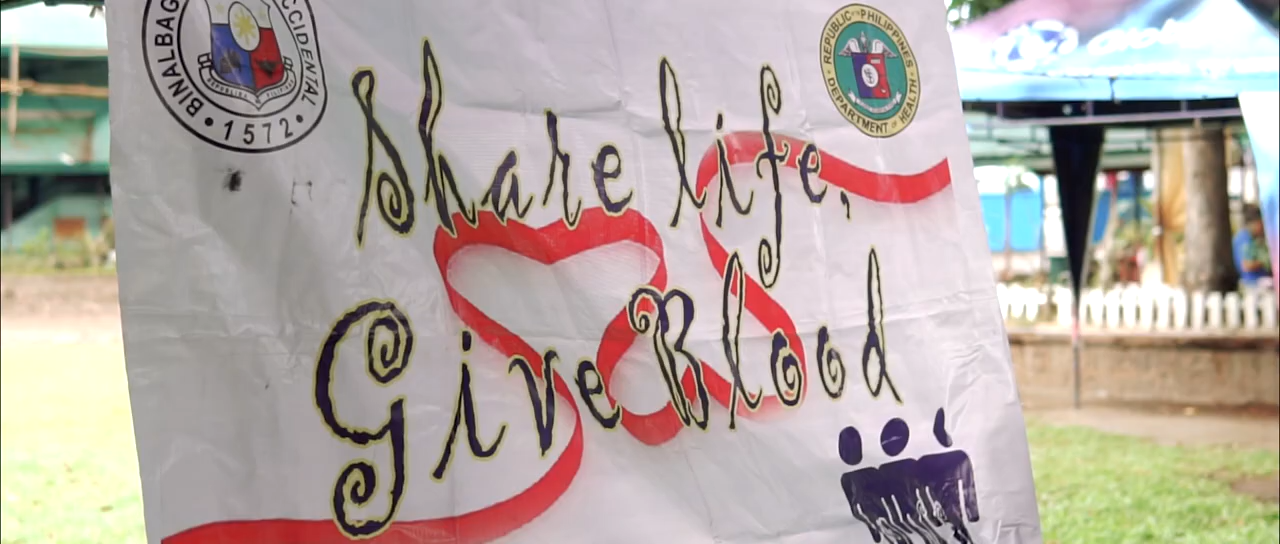 BINALBAG
CCIDENTAL
• 1572 •
REPUBLIC OF THE PHILIPPINES
• DEPARTMENT OF HEALTH •
Share life,
Give Blood